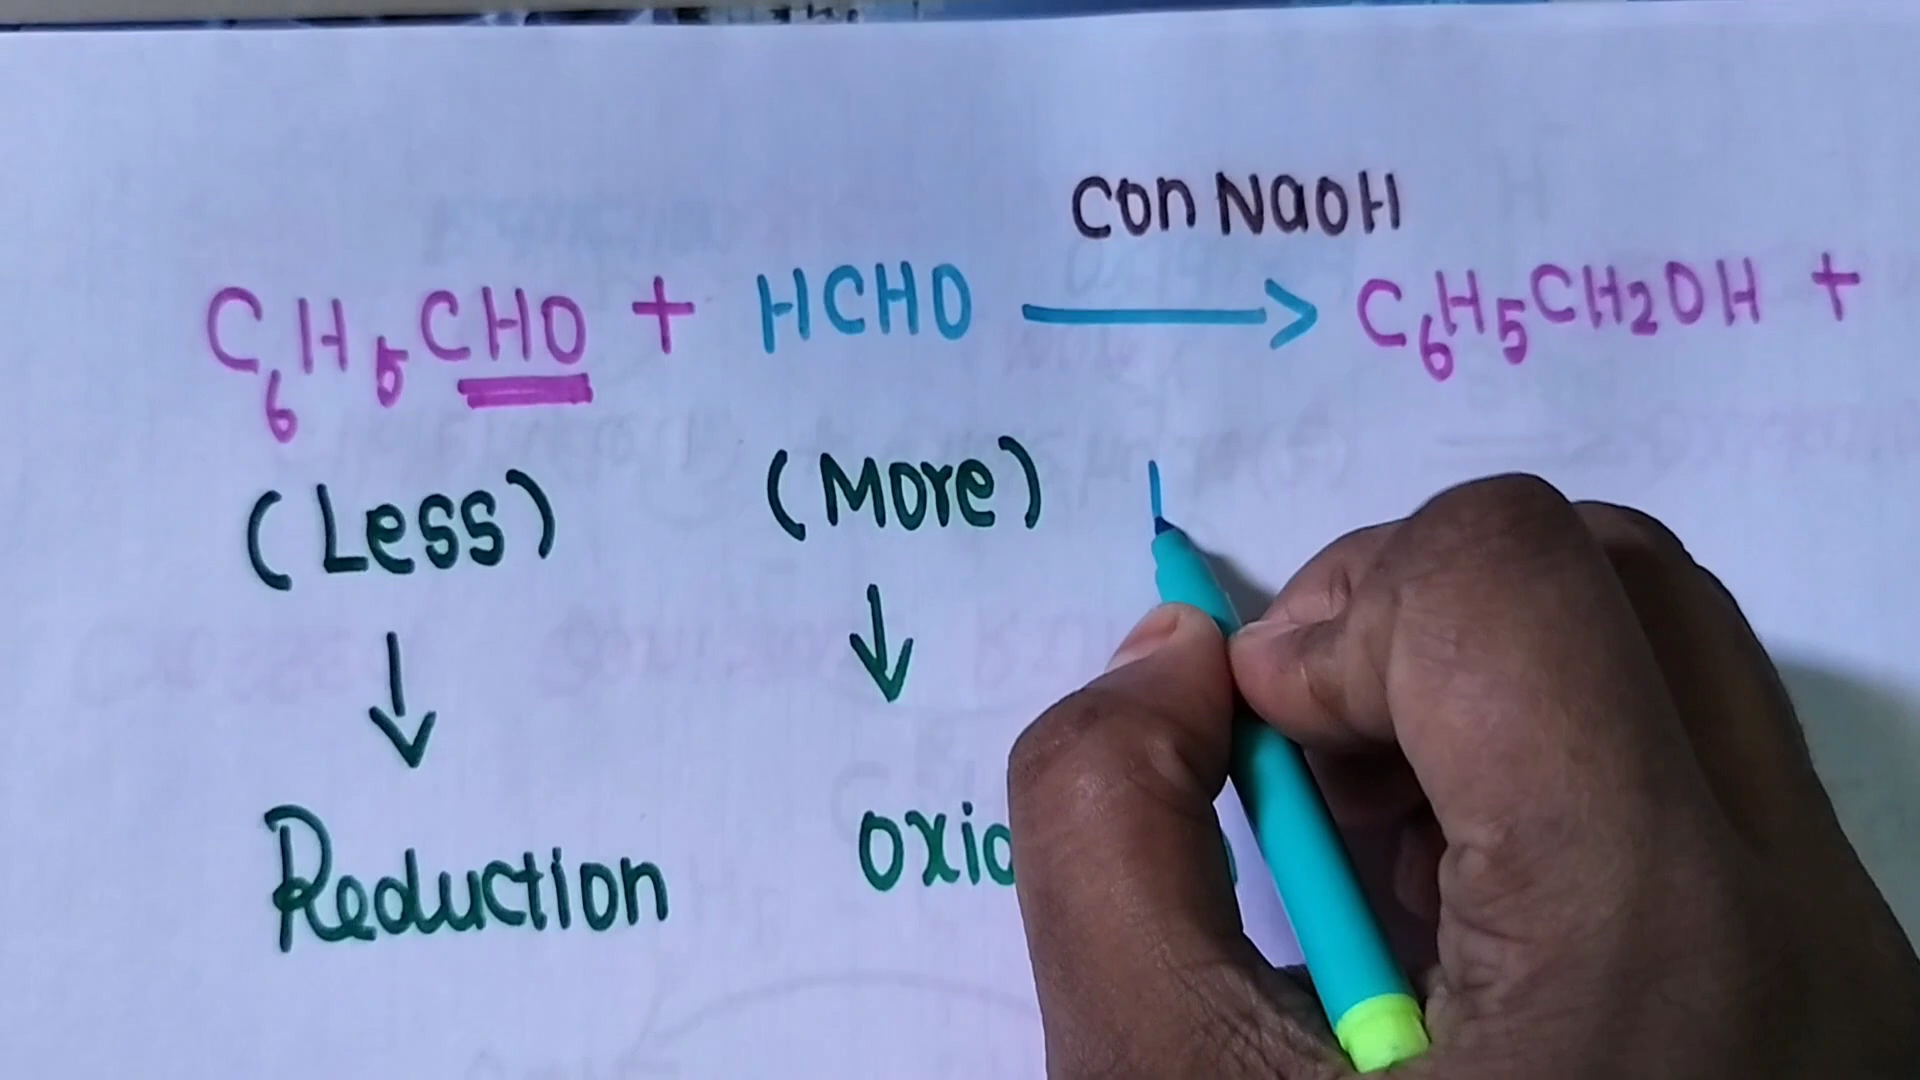 Con NaOH
C6H5CHO + HCHO → C6H5CH2OH +
(Less) (More)
↓ ↓
Reduction